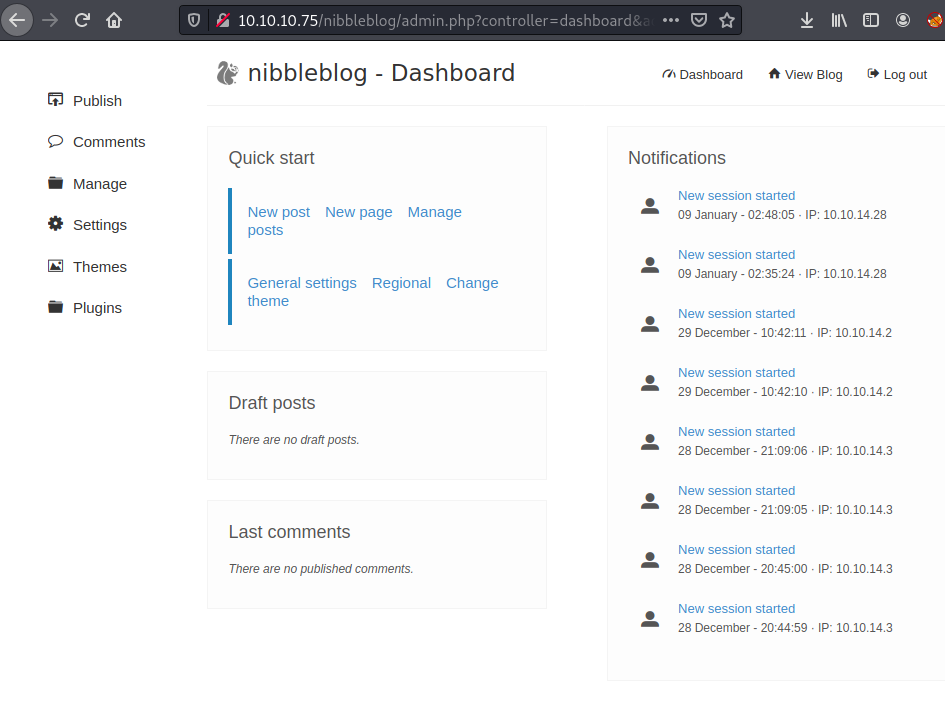 10.10.10.75/nibbleblog/admin.php?controller=dashboard&a
nibbleblog - Dashboard
Dashboard
View Blog
Log out
Publish
Comments
Manage
Settings
Themes
Plugins
Quick start
New post New page Manage
posts
General settings Regional Change
theme
Draft posts
There are no draft posts.
Last comments
There are no published comments.
Notifications
New session started
09 January - 02:48:05 · IP: 10.10.14.28
New session started
09 January - 02:35:24 · IP: 10.10.14.28
New session started
29 December - 10:42:11 · IP: 10.10.14.2
New session started
29 December - 10:42:10 · IP: 10.10.14.2
New session started
28 December - 21:09:06 · IP: 10.10.14.3
New session started
28 December - 21:09:05 · IP: 10.10.14.3
New session started
28 December - 20:45:00 · IP: 10.10.14.3
New session started
28 December - 20:44:59 · IP: 10.10.14.3